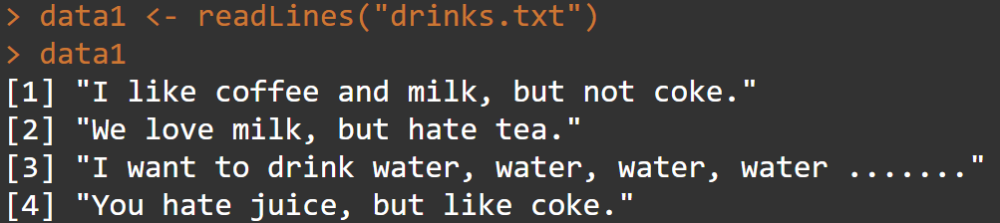 > data1 <- readLines("drinks.txt")
> data1
[1] "I like coffee and milk, but not coke."
[2] "We love milk, but hate tea."
[3] "I want to drink water, water, water, water ......."
[4] "You hate juice, but like coke."